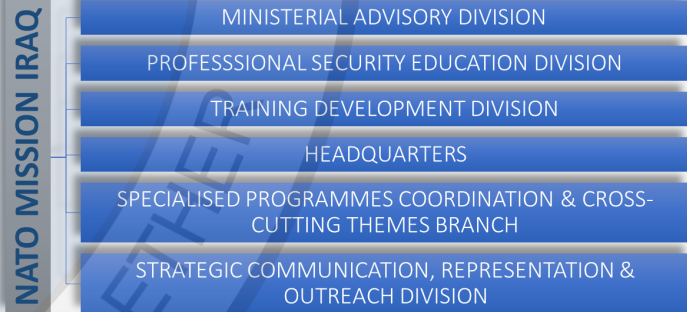 NATO MISSION IRAQ
MINISTERIAL ADVISORY DIVISION
PROFESSSIONAL SECURITY EDUCATION DIVISION
TRAINING DEVELOPMENT DIVISION
HEADQUARTERS
SPECIALISED PROGRAMMES COORDINATION & CROSS-
CUTTING THEMES BRANCH
STRATEGIC COMMUNICATION, REPRESENTATION &
OUTREACH DIVISION